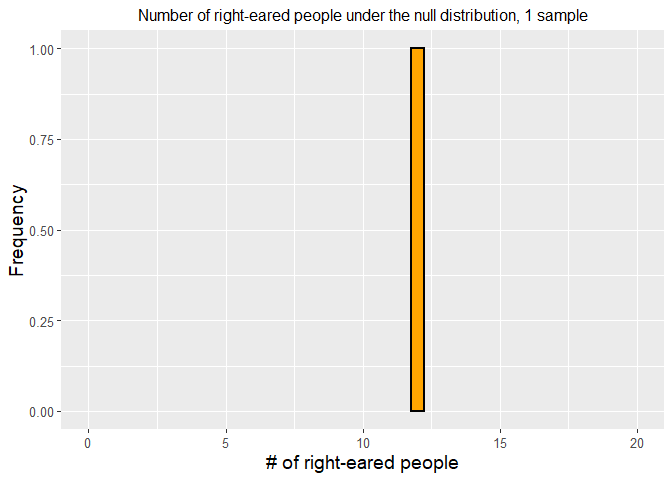 Number of right-eared people under the null distribution, 1 sample
Frequency
1.00
0.75
0.50
0.25
0.00
0 5 10 15 20
# of right-eared people